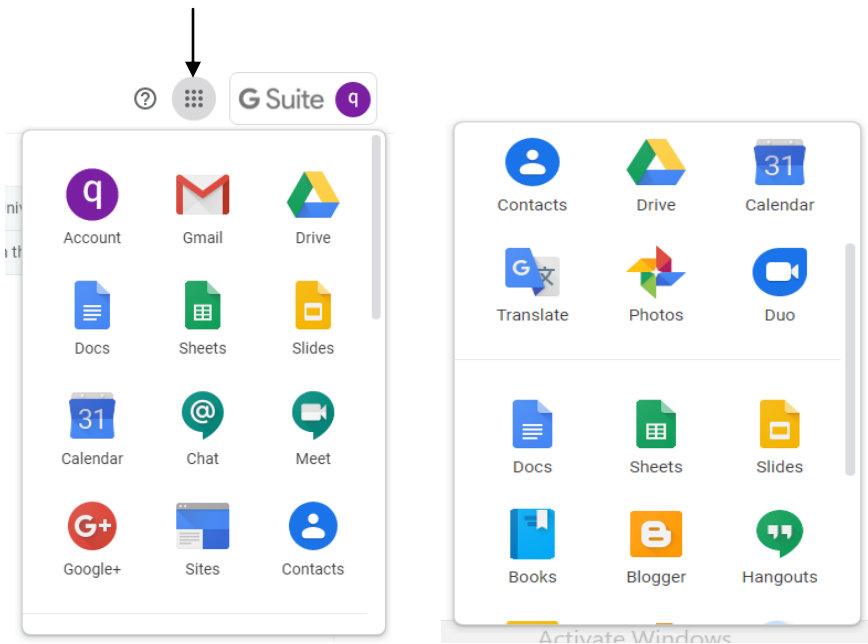 G Suite q
q
Account Gmail Drive
Docs Sheets Slides
31
Calendar Chat Meet
G+
Google+ Sites Contacts
31
Contacts Drive Calendar
G 文
Translate Photos Duo
Docs Sheets Slides
Books Blogger Hangouts
Activate Windows